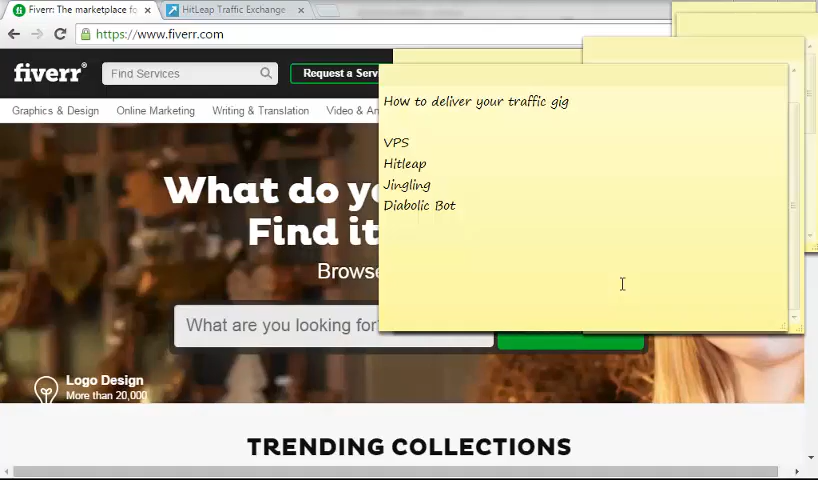 Fiverr: The marketplace fo
HitLeap Traffic Exchange
https://www.fiverr.com
fiverr®
Find Services
Request a Servi
Graphics & Design
Online Marketing
Writing & Translation
Video & An
How to deliver your traffic gig
VPS
Hitleap
Jingling
Diabolic Bot
What do yo
Find it
Browse
What are you looking for?
Logo Design
More than 20,000
TRENDING COLLECTIONS